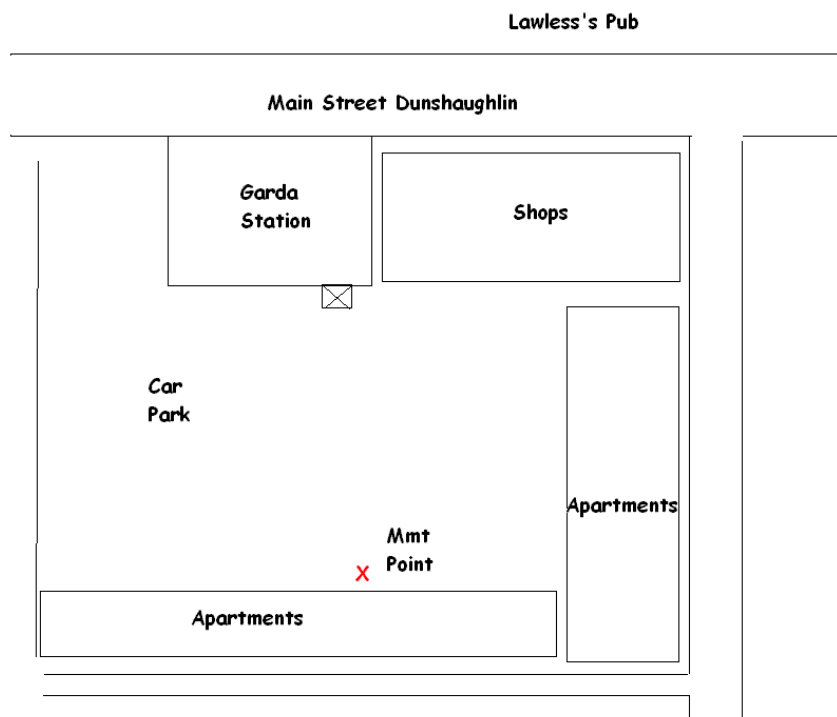 Lawless's Pub
Main Street Dunshaughlin
Garda
Station
Shops
Car
Park
Apartments
Mmt
Point
X
Apartments